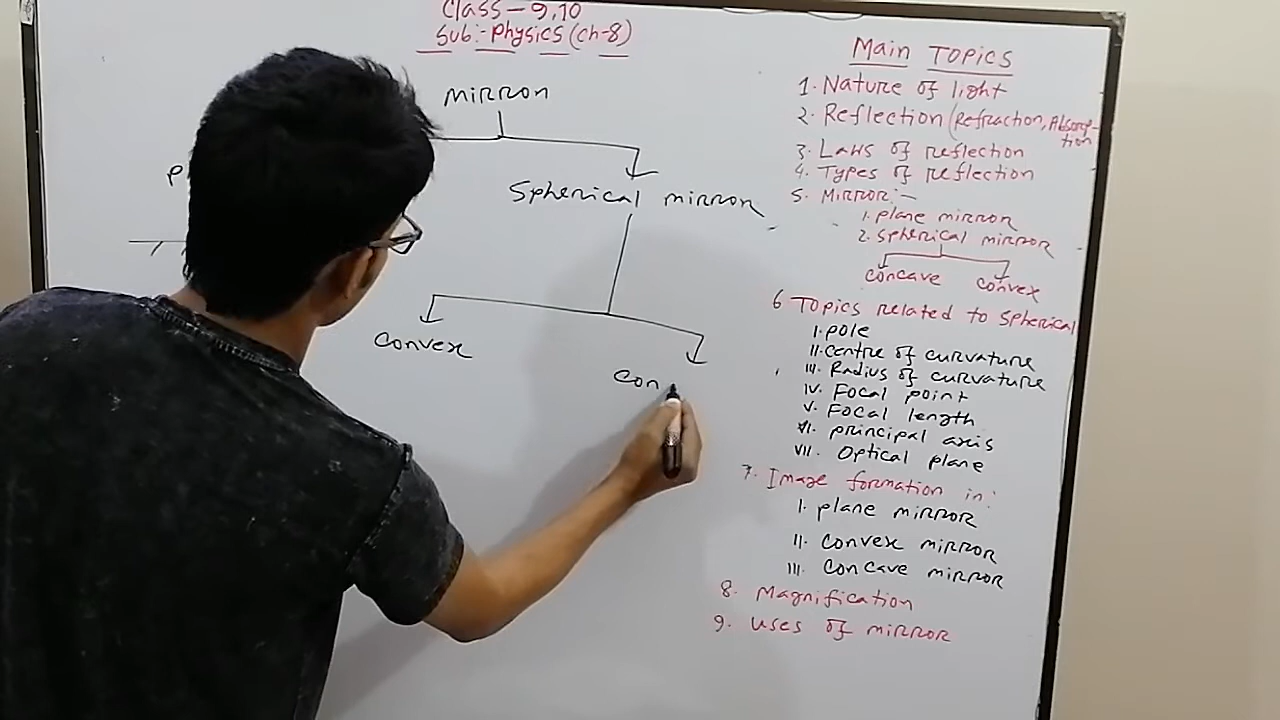 Class - 9,10
Sub:- Physics (ch-8)
Mirror
P
Spherical mirror
Convex
Con
Main TOPICS
1. Nature of light
2. Reflection (Refraction, Absorp-
tion
3. Laws of reflection
4. Types of reflection
5. Mirror:-
1. plane mirror
2. spherical mirror
concave convex
6 Topics related to spherical
I. pole
II. Centre of curvature
III. Radius of curvature
IV. Focal point
V. Focal length
VI. principal axis
VII. Optical plane
7. Image formation in:
I. plane mirror
II. Convex mirror
III. Concave mirror
8. Magnification
9. Uses of mirror